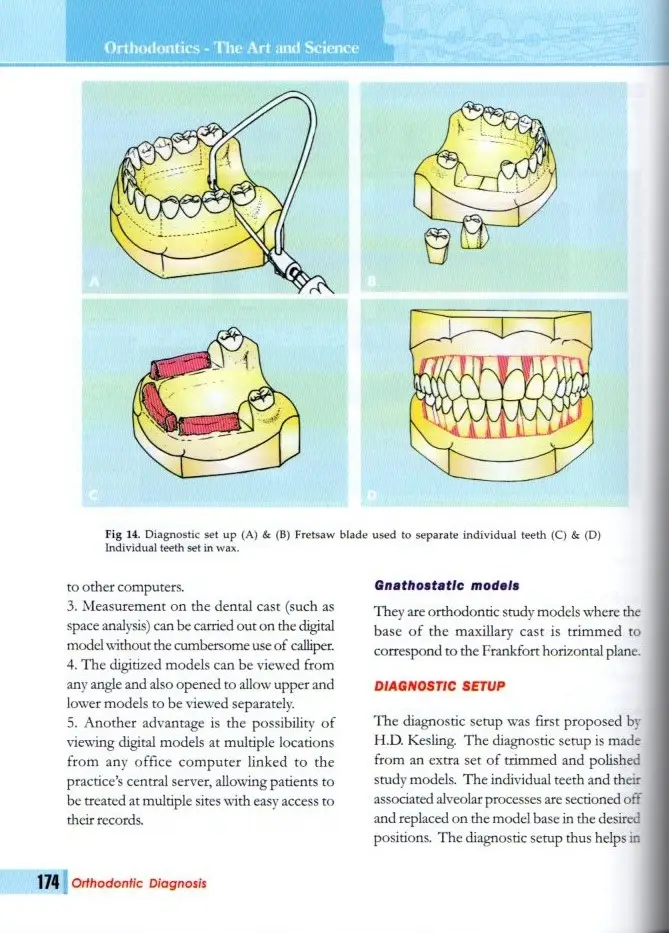 Orthodontics - The Art and Science
A
B
C
D
Fig 14. Diagnostic set up (A) & (B) Fretsaw blade used to separate individual teeth (C) & (D)
Individual teeth set in wax.
to other computers.
3. Measurement on the dental cast (such as
space analysis) can be carried out on the digital
model without the cumbersome use of calliper.
4. The digitized models can be viewed from
any angle and also opened to allow upper and
lower models to be viewed separately.
5. Another advantage is the possibility of
viewing digital models at multiple locations
from any office computer linked to the
practice's central server, allowing patients to
be treated at multiple sites with easy access to
their records.
Gnathostatic models
They are orthodontic study models where the
base of the maxillary cast is trimmed to
correspond to the Frankfort horizontal plane.
DIAGNOSTIC SETUP
The diagnostic setup was first proposed by
H.D. Kesling. The diagnostic setup is made
from an extra set of trimmed and polished
study models. The individual teeth and their
associated alveolar processes are sectioned off
and replaced on the model base in the desired
positions. The diagnostic setup thus helps in
174 Orthodontic Diagnosis